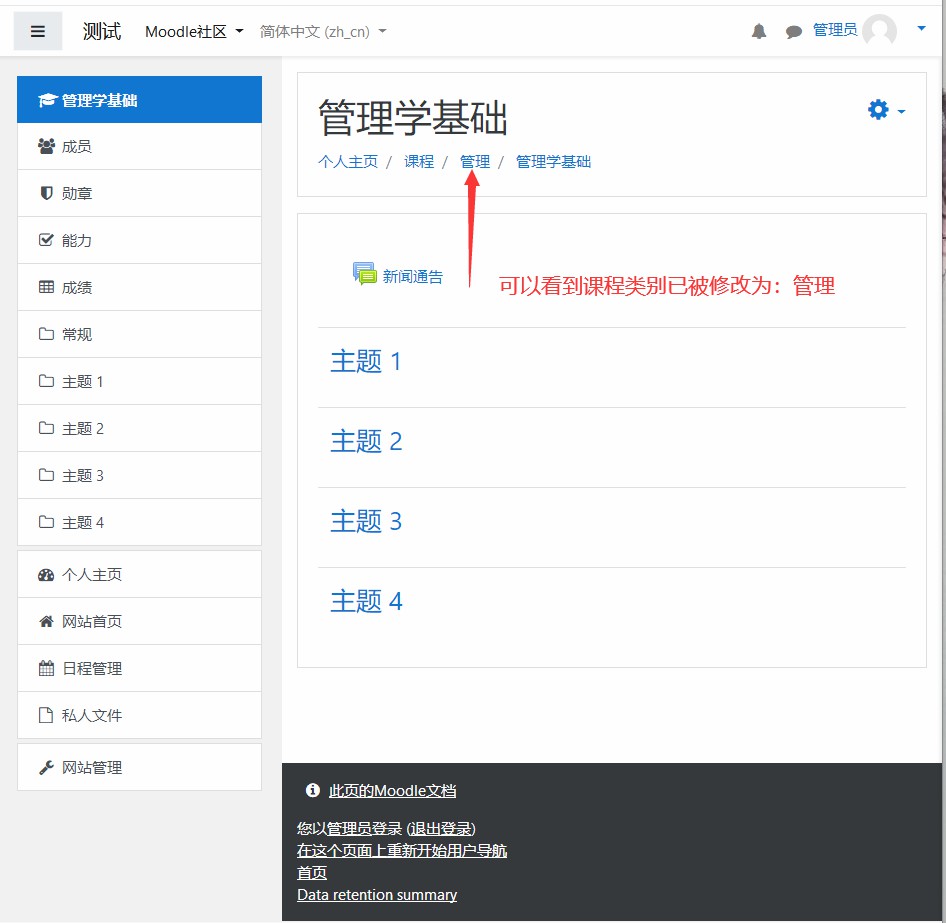 测试 Moodle社区 简体中文 (zh_cn) 管理员
管理学基础
成员
勋章
能力
成绩
常规
主题 1
主题 2
主题 3
主题 4
个人主页
网站首页
日程管理
私人文件
网站管理
管理学基础
个人主页 / 课程 / 管理 / 管理学基础
新闻通告
可以看到课程类别已被修改为：管理
主题 1
主题 2
主题 3
主题 4
此页的Moodle文档
您以管理员登录 (退出登录)
在这个页面上重新开始用户导航
首页
Data retention summary